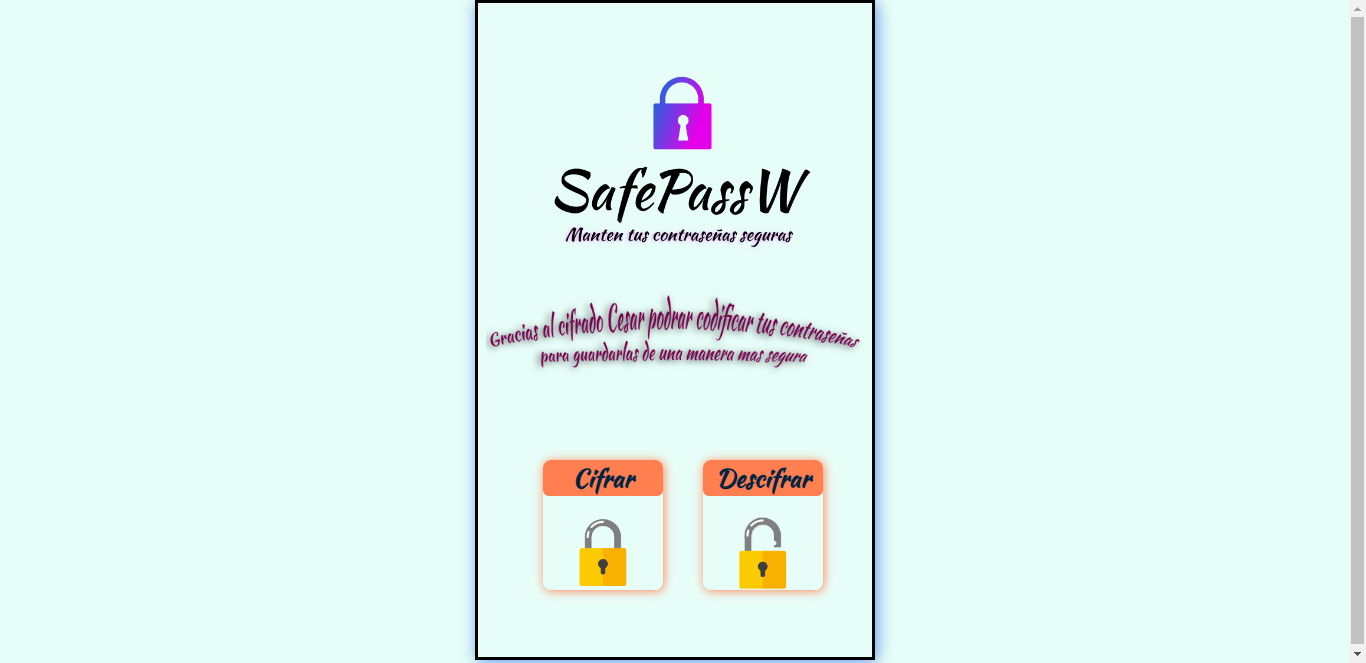 SafePassW
Manten tus contraseñas seguras
Gracias al cifrado Cesar podrar codificar tus contraseñas
para guardarlas de una manera mas segura
Cifrar
Descifrar